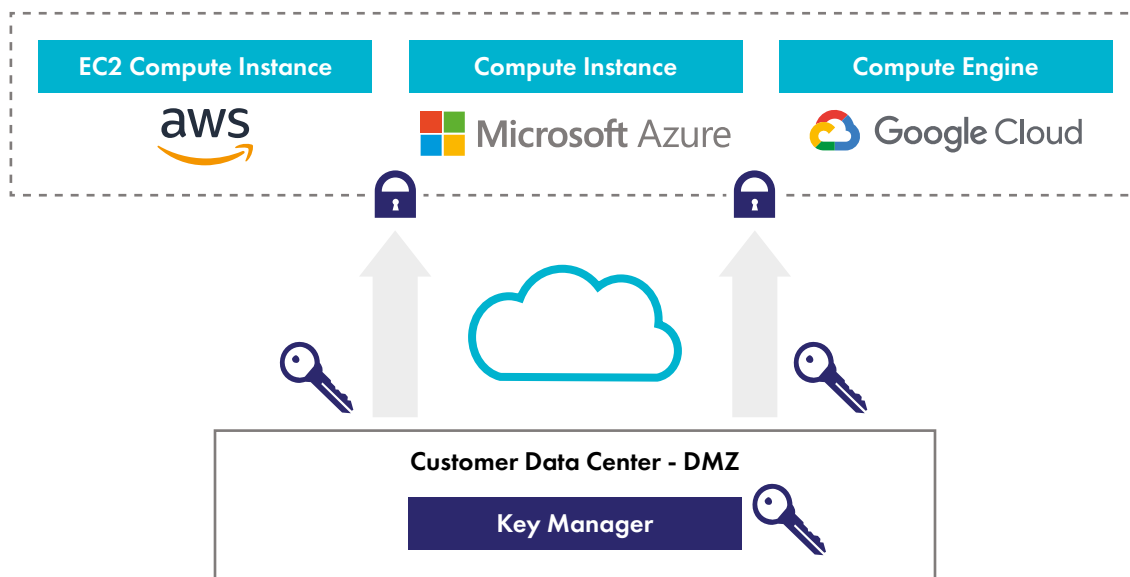 EC2 Compute Instance
Compute Instance
Compute Engine
aws
Microsoft Azure
Google Cloud
Customer Data Center - DMZ
Key Manager